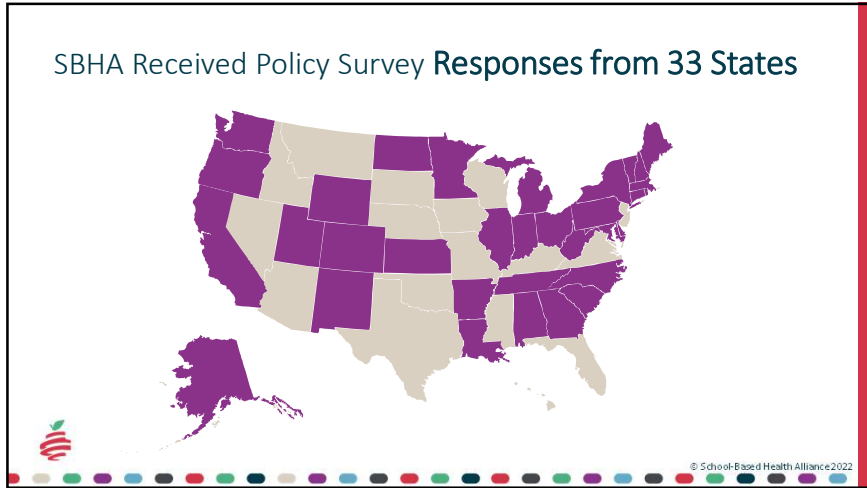 SBHA Received Policy Survey Responses from 33 States
© School-Based Health Alliance 2022